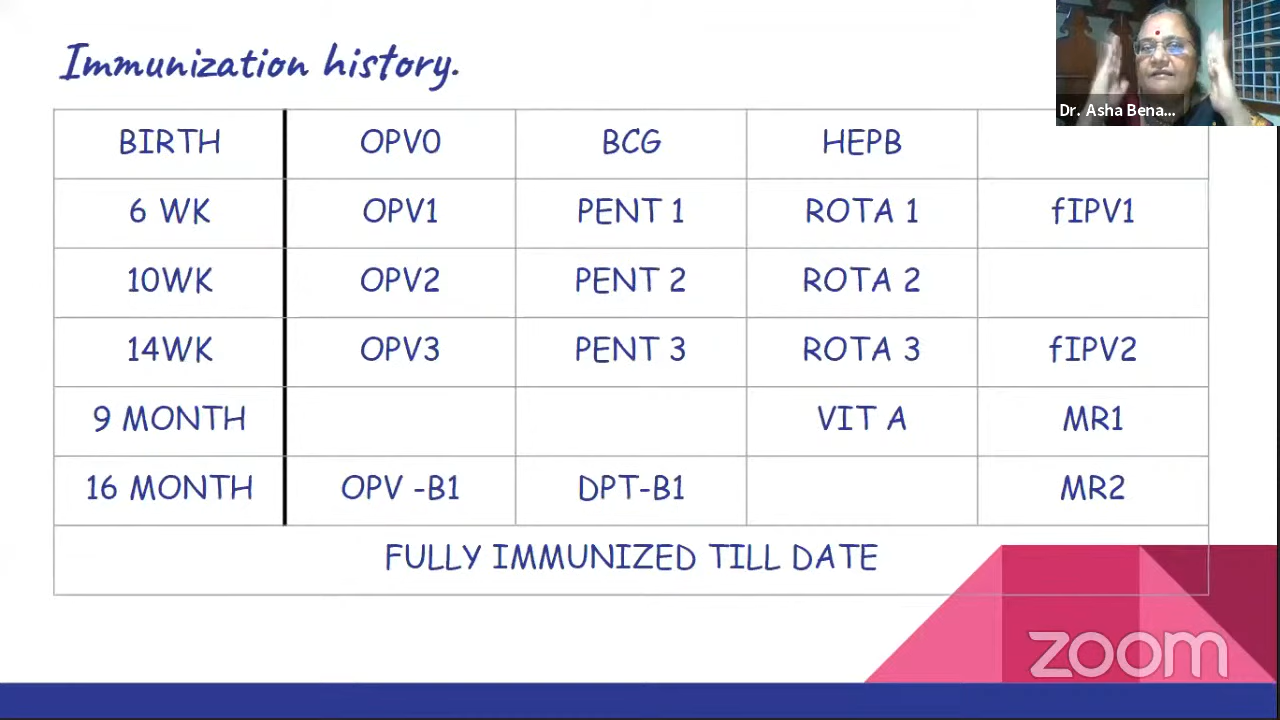 Immunization history.
Dr. Asha Bena...
BIRTH OPV0 BCG HEPB
6 WK OPV1 PENT 1 ROTA 1 fIPV1
10WK OPV2 PENT 2 ROTA 2
14WK OPV3 PENT 3 ROTA 3 fIPV2
9 MONTH VIT A MR1
16 MONTH OPV -B1 DPT-B1 MR2
FULLY IMMUNIZED TILL DATE
zoom